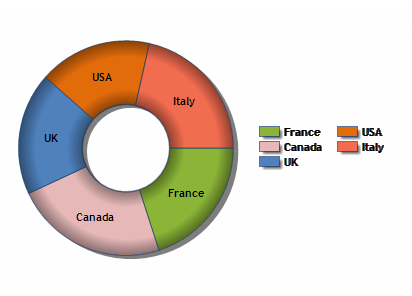 USA
Italy
UK
France
Canada
France USA
Canada Italy
UK